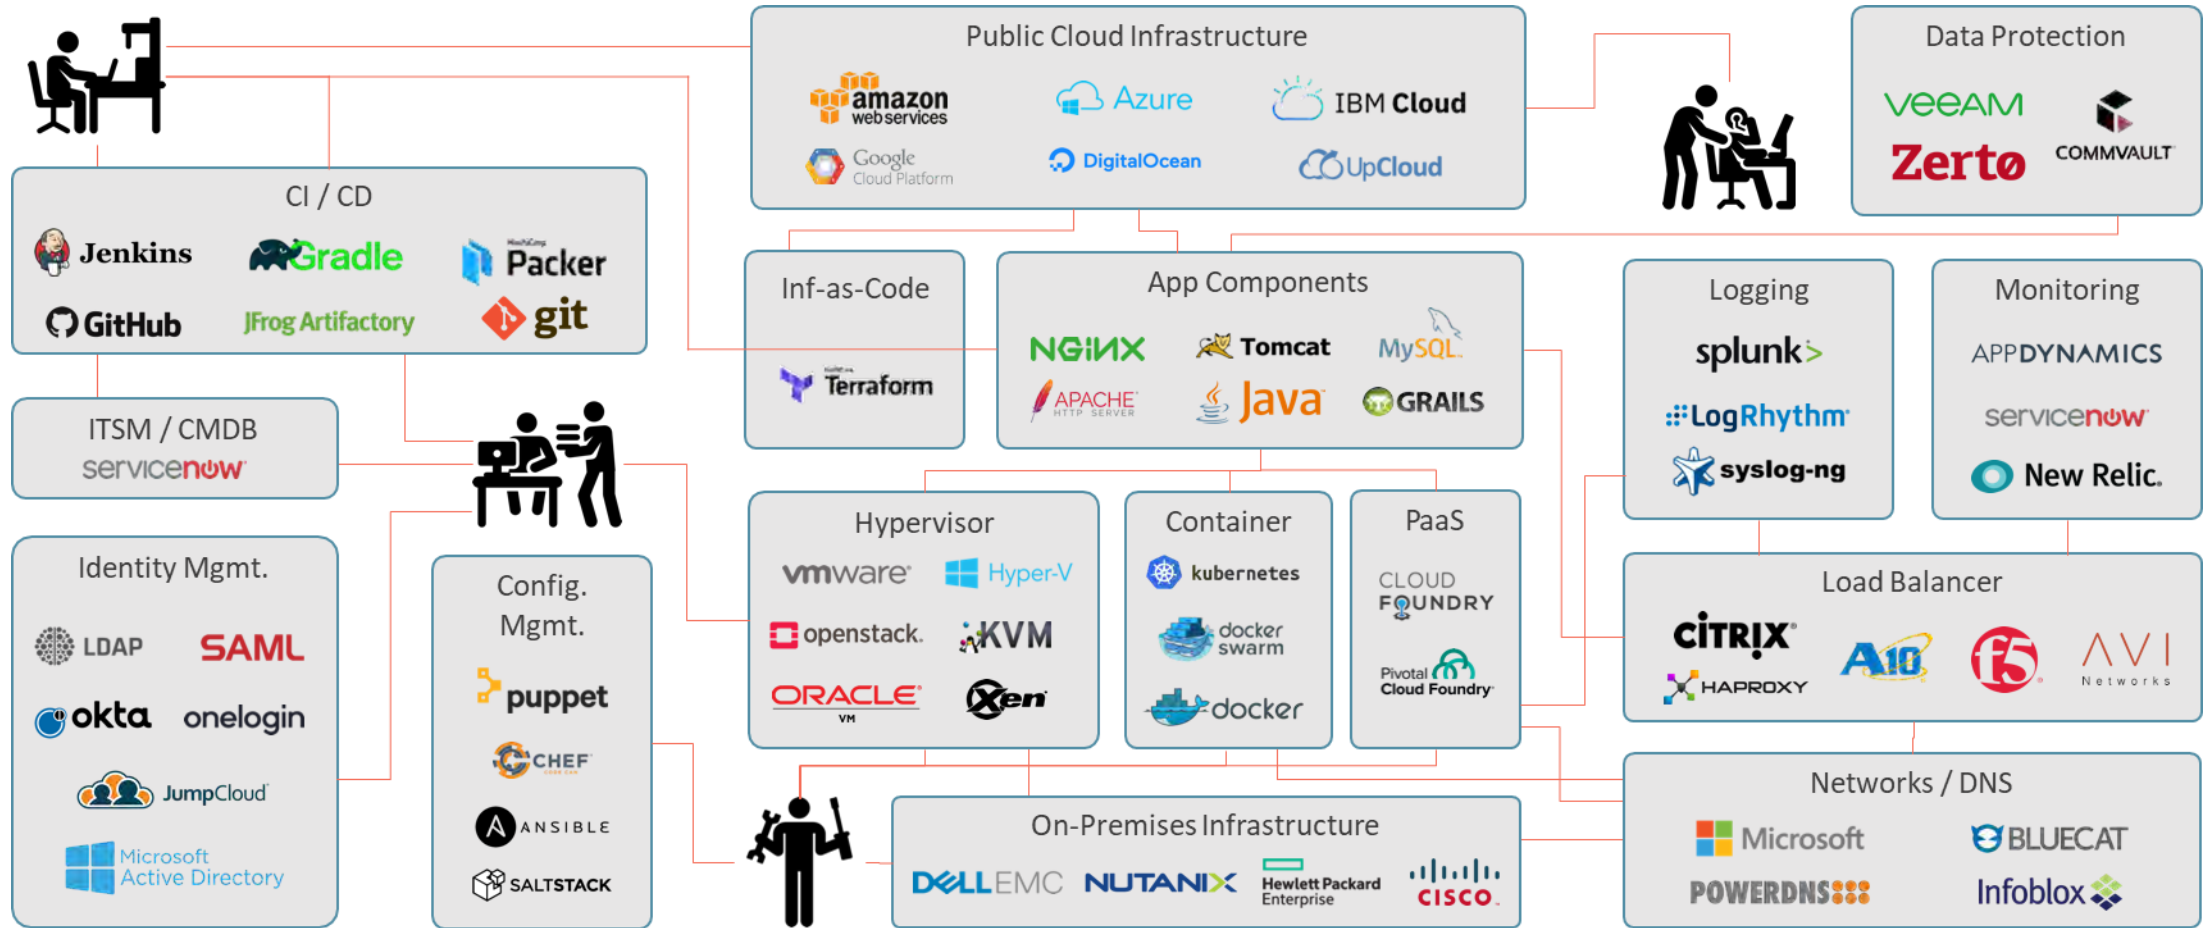 Public Cloud Infrastructure
amazon
webservices
Azure
IBM Cloud
Google
Cloud Platform
DigitalOcean
UpCloud
Data Protection
veeAM
Zerto
COMMVAULT
CI / CD
Jenkins
Gradle
HashiCorp
Packer
GitHub
JFrog Artifactory
git
Inf-as-Code
Terraform
App Components
NGiNX
Tomcat
MySQL™
APACHE
HTTP SERVER
Java
GRAILS
Logging
splunk>
LogRhythm
syslog-ng
Monitoring
APPDYNAMICS
servicenow
New Relic.
ITSM / CMDB
servicenow
Identity Mgmt.
LDAP
SAML
okta
onelogin
JumpCloud
Microsoft
Active Directory
Config.
Mgmt.
puppet
CHEF
ANSIBLE
SALTSTACK
Hypervisor
vmware®
Hyper-V
openstack.
KVM
ORACLE®
VM
Xen
Container
kubernetes
docker
swarm
docker
PaaS
CLOUD
FOUNDRY
Pivotal
Cloud Foundry
Load Balancer
CiTRIX®
A10
f5
AVI
Networks
HAPROXY
Networks / DNS
Microsoft
BLUECAT
POWERDNS
Infoblox
On-Premises Infrastructure
DELLEMC
NUTANIX
Hewlett Packard
Enterprise
CISCO